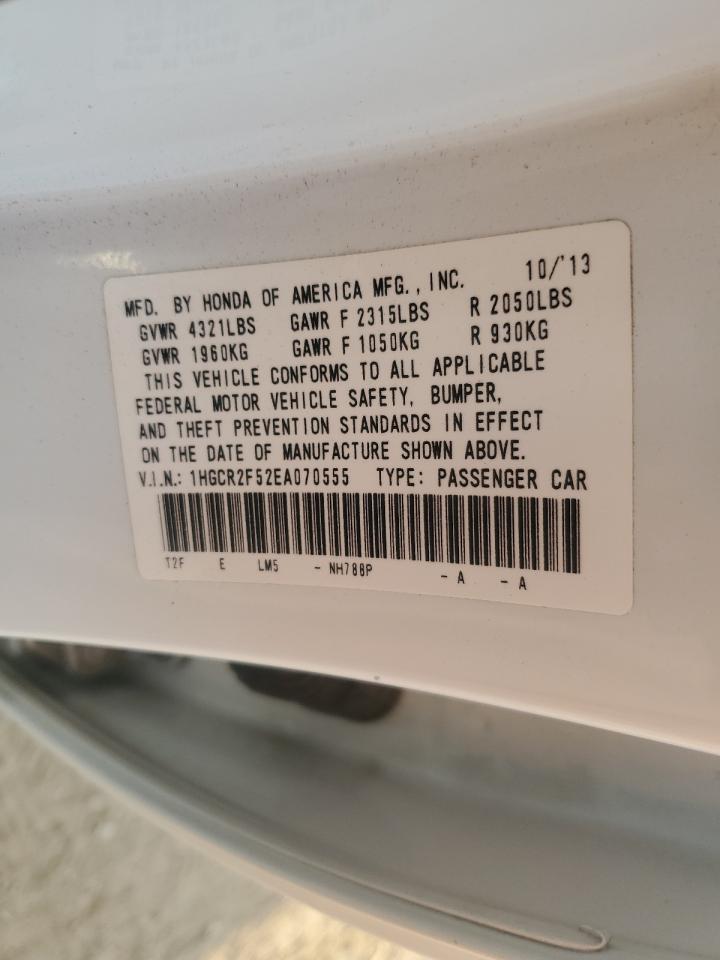 MFD. BY HONDA OF AMERICA MFG., INC. 10/'13
GVWR 4321LBS GAWR F 2315LBS R 2050LBS
GVWR 1960KG GAWR F 1050KG R 930KG
THIS VEHICLE CONFORMS TO ALL APPLICABLE
FEDERAL MOTOR VEHICLE SAFETY, BUMPER,
AND THEFT PREVENTION STANDARDS IN EFFECT
ON THE DATE OF MANUFACTURE SHOWN ABOVE.
V.I.N.: 1HGCR2F52EA070555 TYPE: PASSENGER CAR
T2F E LM5 - NH788P - A - A